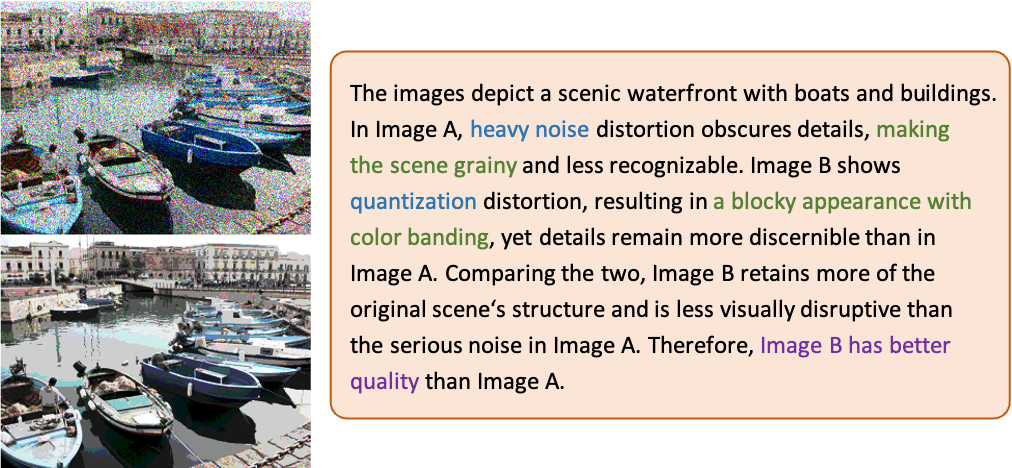 The images depict a scenic waterfront with boats and buildings.
In Image A, heavy noise distortion obscures details, making
the scene grainy and less recognizable. Image B shows
quantization distortion, resulting in a blocky appearance with
color banding, yet details remain more discernible than in
Image A. Comparing the two, Image B retains more of the
original scene‘s structure and is less visually disruptive than
the serious noise in Image A. Therefore, Image B has better
quality than Image A.